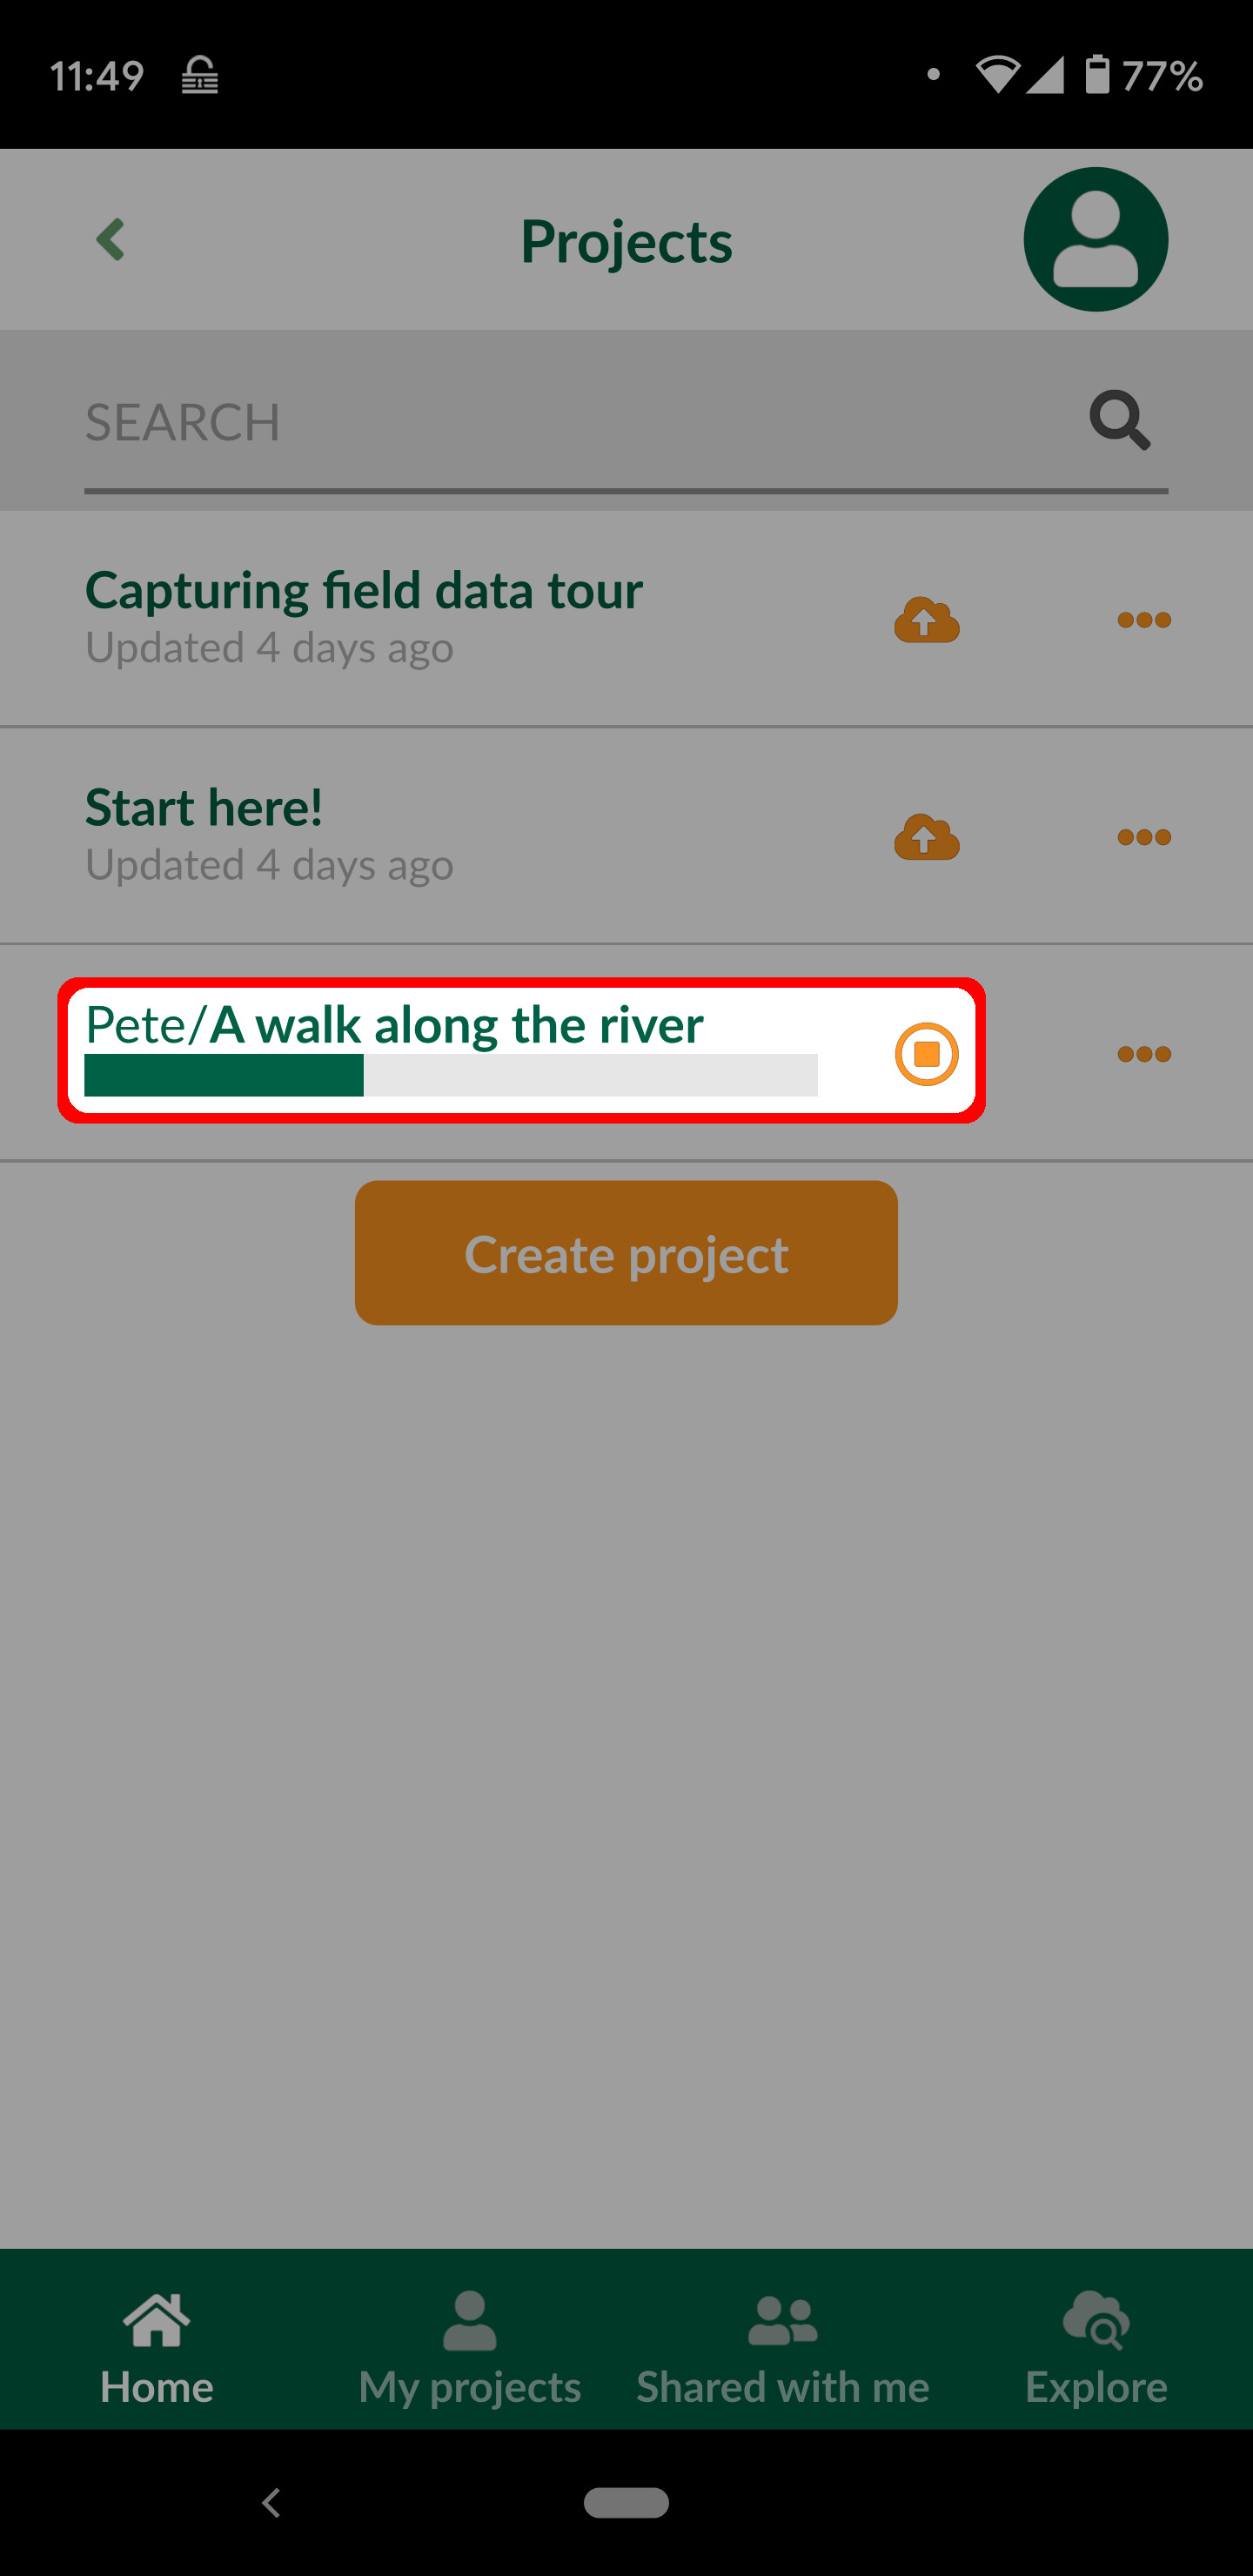 11:49
77%
Projects
SEARCH
Capturing field data tour
Updated 4 days ago
Start here!
Updated 4 days ago
Pete/A walk along the river
Create project
Home
My projects
Shared with me
Explore